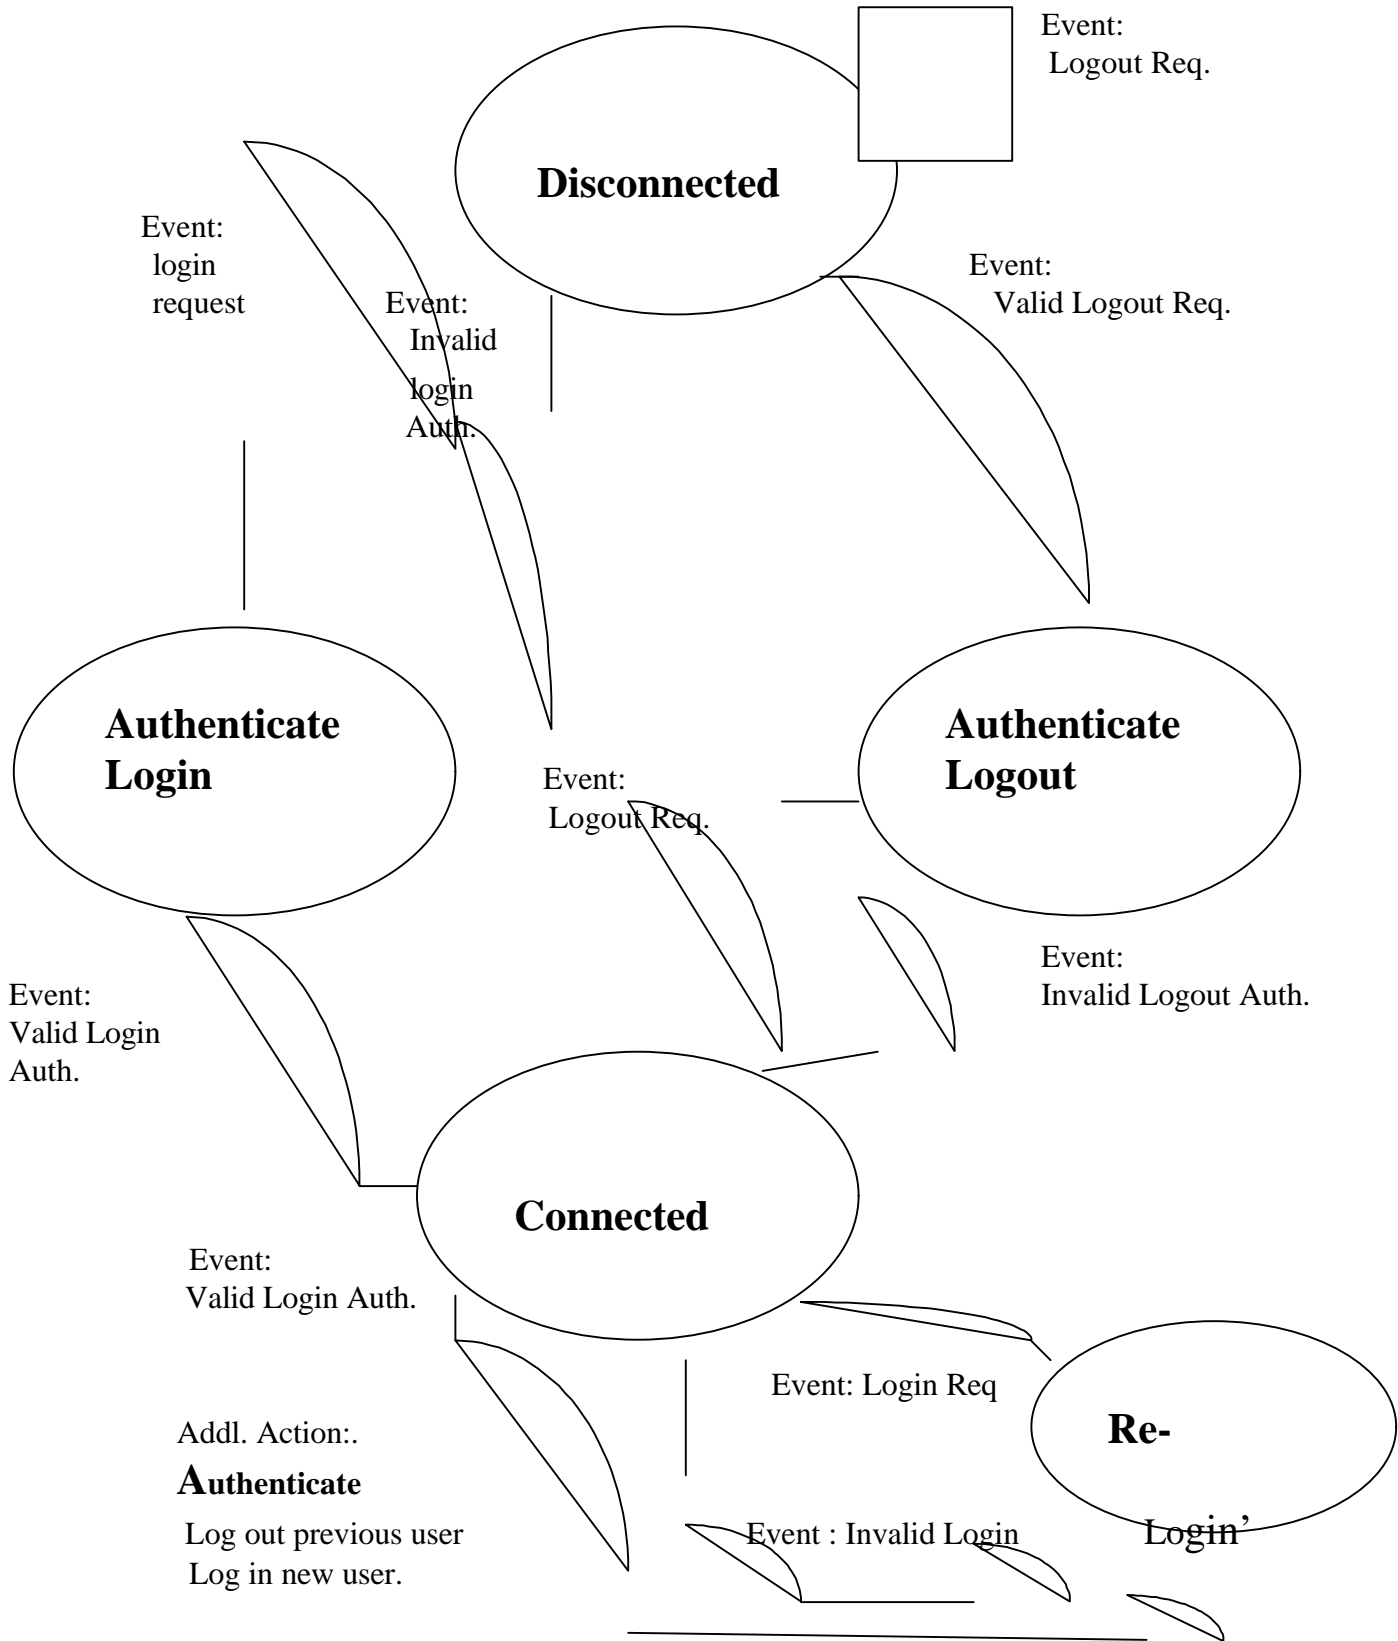 Event:
Logout Req.
Disconnected
Event:
login
request
Event:
Invalid
login
Auth.
Event:
Valid Logout Req.
Authenticate
Login
Authenticate
Logout
Event:
Logout Req.
Event:
Invalid Logout Auth.
Event:
Valid Login
Auth.
Connected
Event:
Valid Login Auth.
Event: Login Req
Re-
Login’
Addl. Action:.
Authenticate
Log out previous user
Log in new user.
Event : Invalid Login